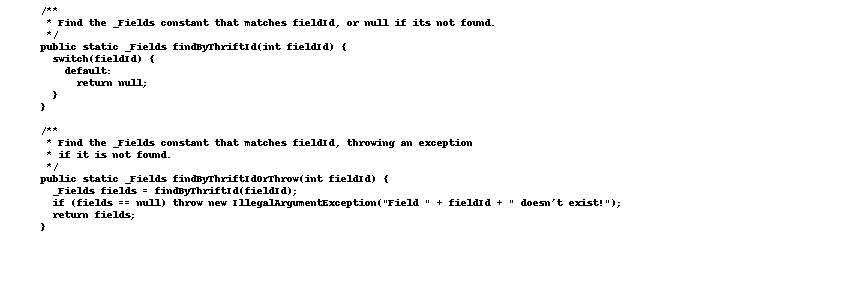 /**
 * Find the _Fields constant that matches fieldId, or null if its not found.
 */
public static _Fields findByThriftId(int fieldId) {
  switch(fieldId) {
    default:
      return null;
  }
}

/**
 * Find the _Fields constant that matches fieldId, throwing an exception
 * if it is not found.
 */
public static _Fields findByThriftIdOrThrow(int fieldId) {
  _Fields fields = findByThriftId(fieldId);
  if (fields == null) throw new IllegalArgumentException("Field " + fieldId + " doesn't exist!");
  return fields;
}